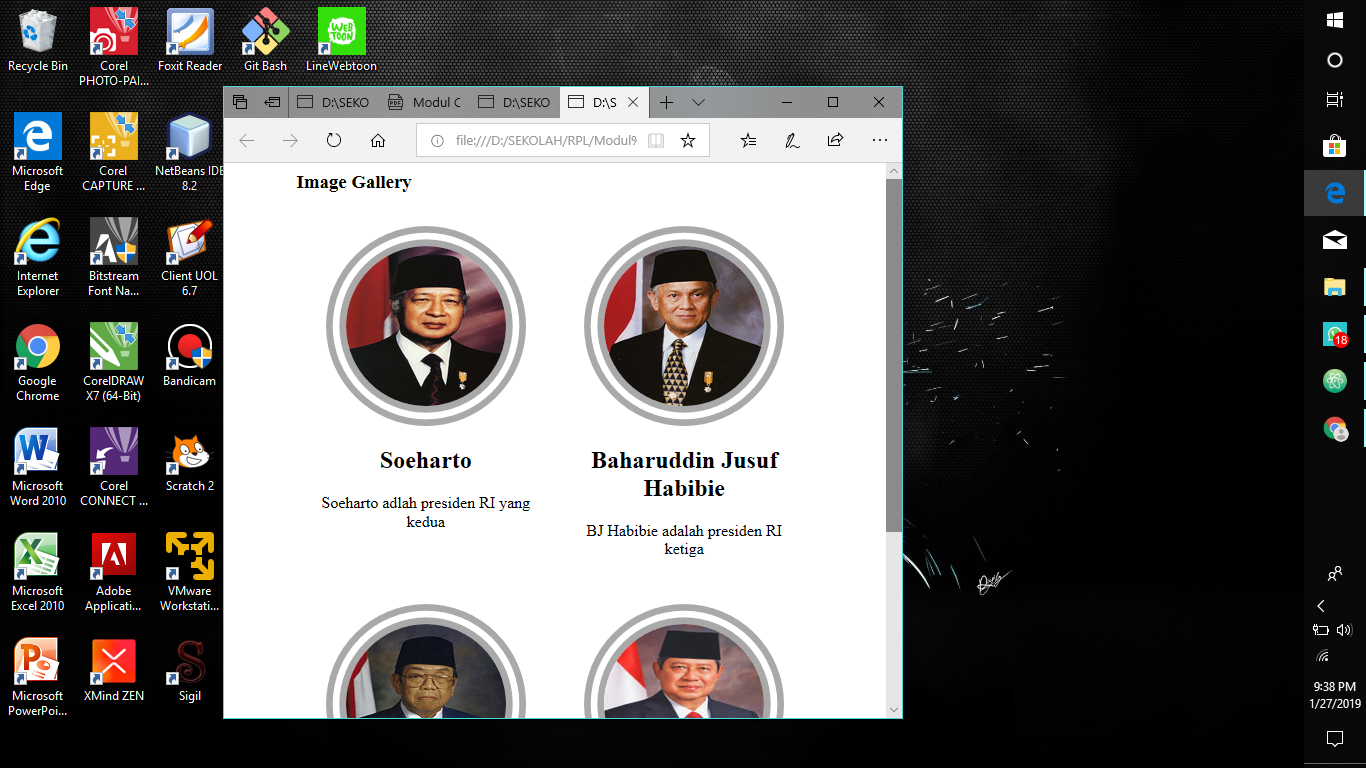 Recycle Bin
Corel
PHOTO-PAI...
Foxit Reader
Git Bash
WEB
TOON
LineWebtoon
Microsoft
Edge
Corel
CAPTURE ...
NetBeans IDE
8.2
Internet
Explorer
Bitstream
Font Na...
Client UOL
6.7
Google
Chrome
CorelDRAW
X7 (64-Bit)
Bandicam
Microsoft
Word 2010
Corel
CONNECT ...
Scratch 2
Microsoft
Excel 2010
Adobe
Applicati...
VMware
Workstati...
Microsoft
PowerPoi...
XMind ZEN
Sigil
D:\SEKO
PDF
Modul C
D:\SEKO
D:\S
file:///D:/SEKOLAH/RPL/Modul9
Image Gallery
Soeharto
Soeharto adlah presiden RI yang
kedua
Baharuddin Jusuf
Habibie
BJ Habibie adalah presiden RI
ketiga
18
9:38 PM
1/27/2019